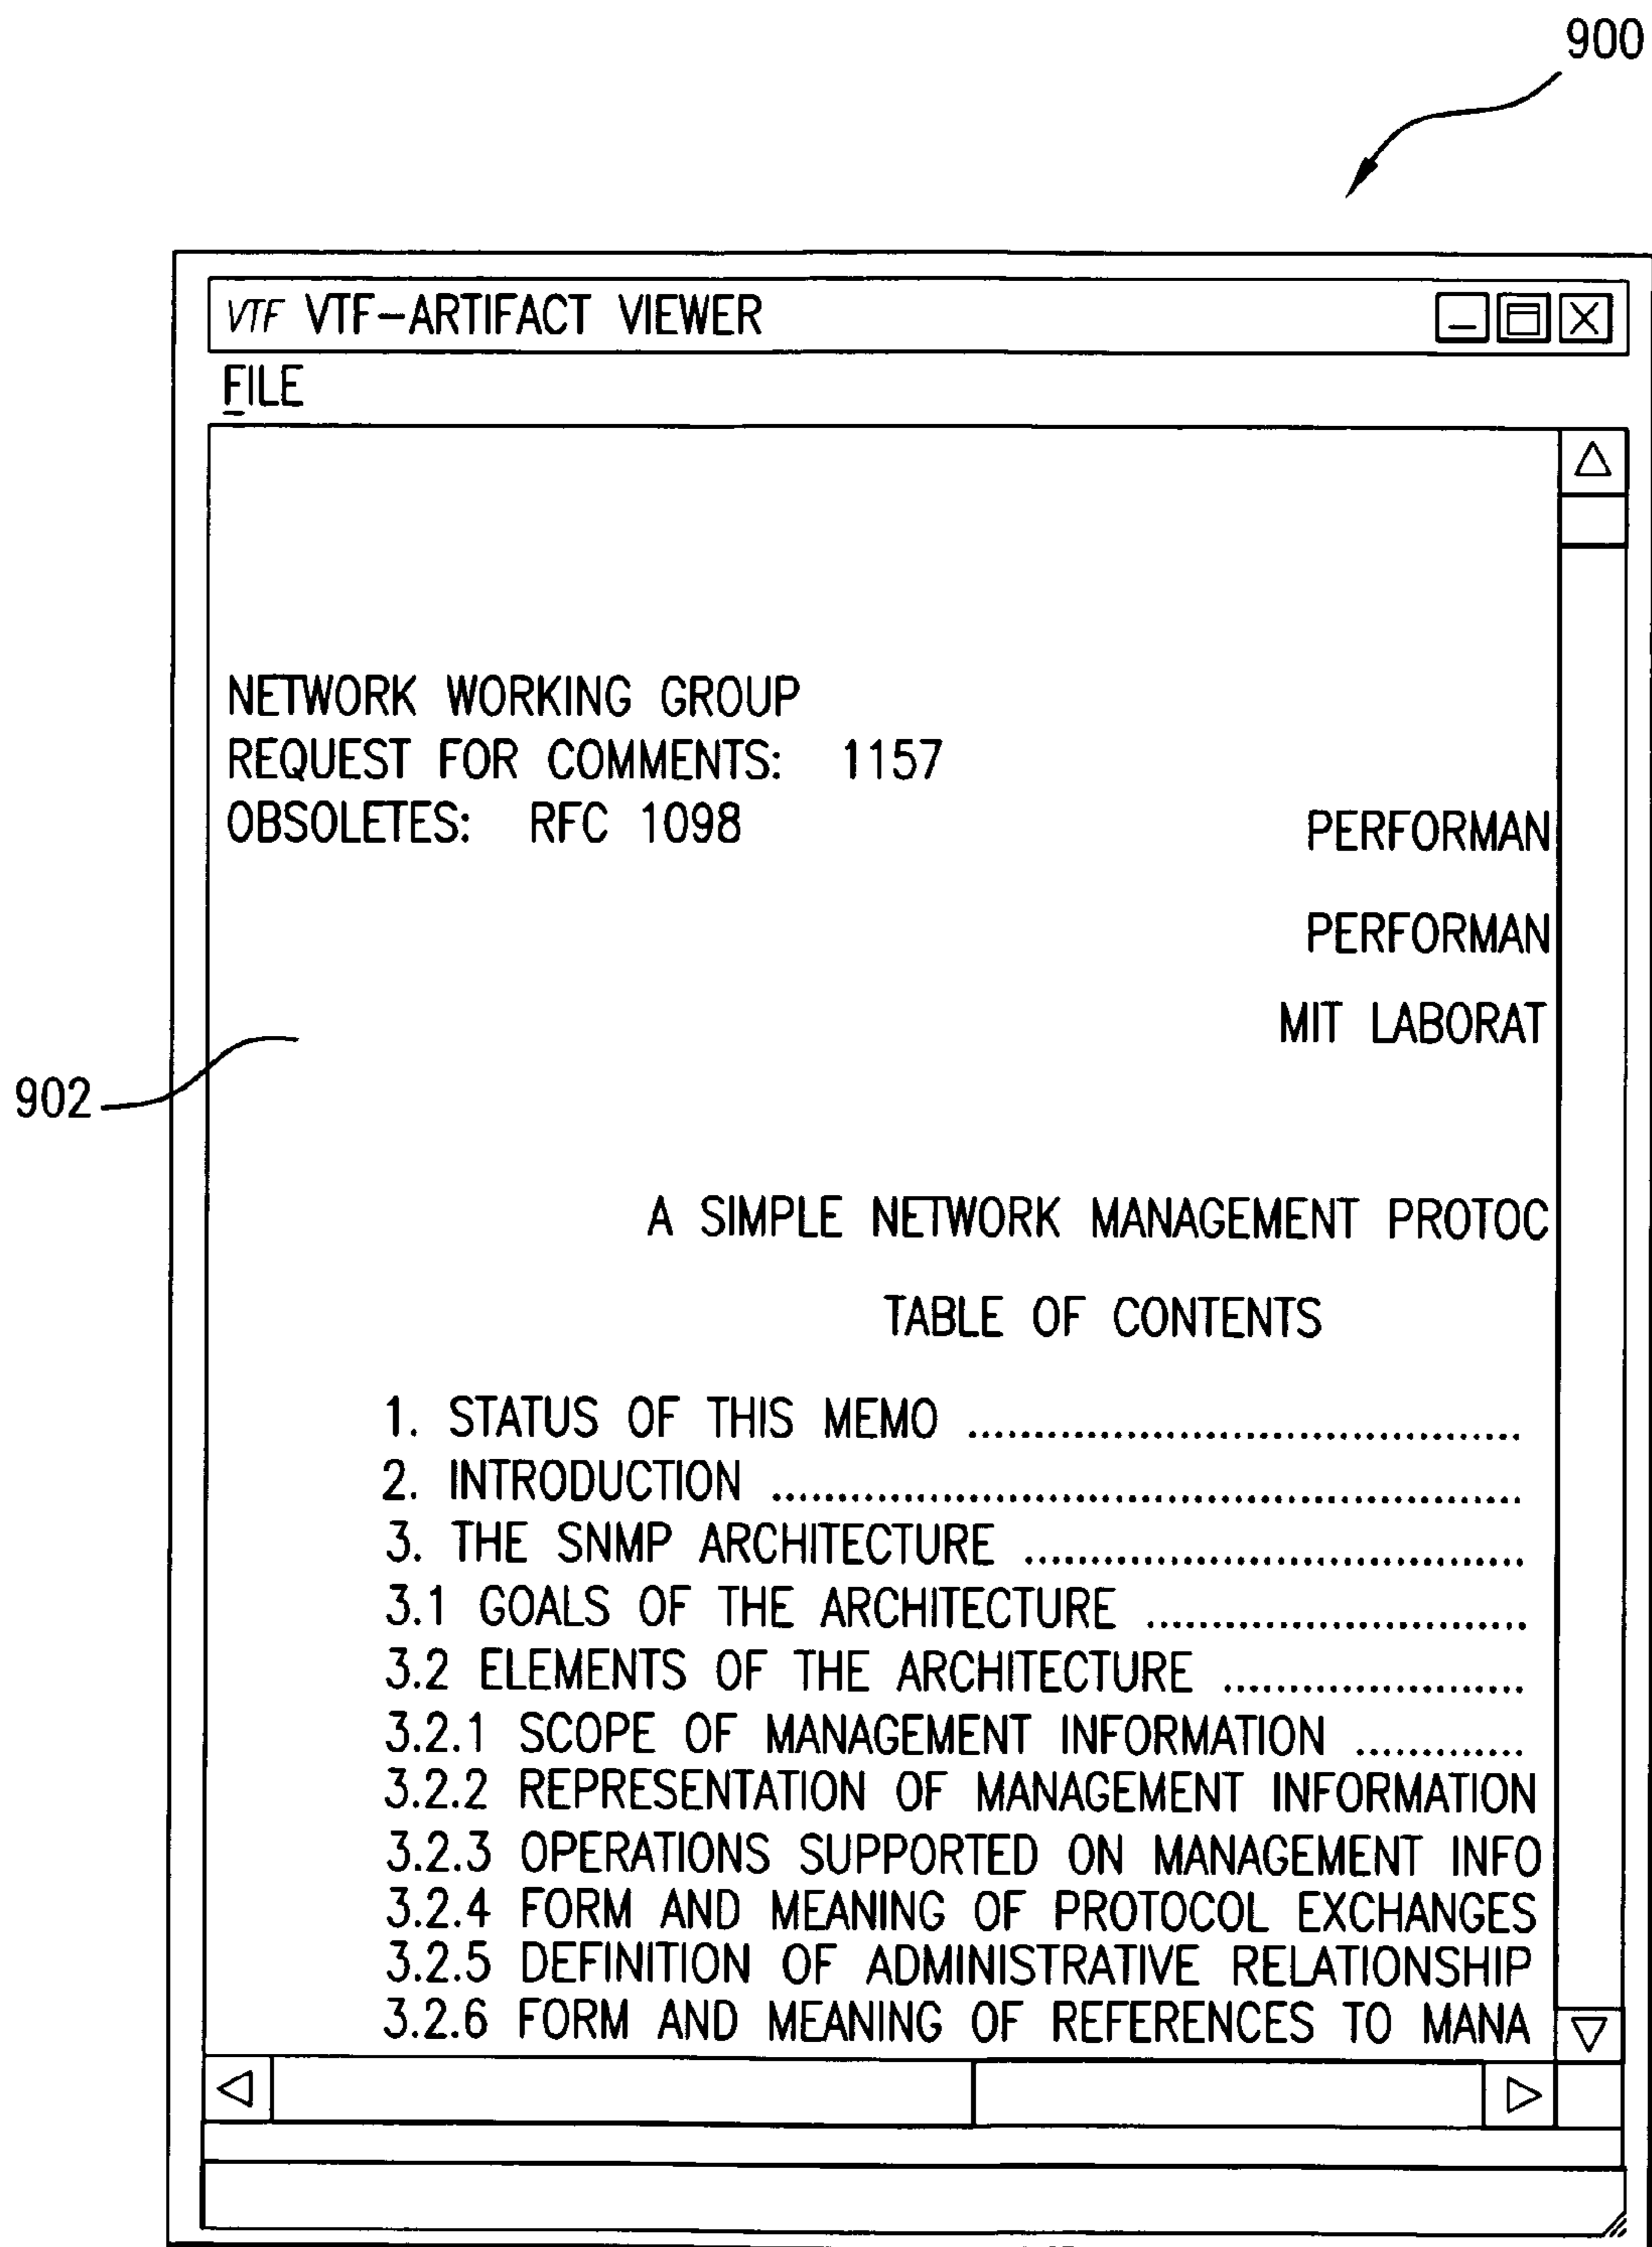 900
VTF VTF-ARTIFACT VIEWER
FILE
NETWORK WORKING GROUP
REQUEST FOR COMMENTS: 1157
OBSOLETES: RFC 1098
PERFORMAN
PERFORMAN
MIT LABORAT
902
A SIMPLE NETWORK MANAGEMENT PROTOC
TABLE OF CONTENTS
1. STATUS OF THIS MEMO ..........................................
2. INTRODUCTION .........................................................
3. THE SNMP ARCHITECTURE ......................................
3.1 GOALS OF THE ARCHITECTURE .............................
3.2 ELEMENTS OF THE ARCHITECTURE .......................
3.2.1 SCOPE OF MANAGEMENT INFORMATION .............
3.2.2 REPRESENTATION OF MANAGEMENT INFORMATION
3.2.3 OPERATIONS SUPPORTED ON MANAGEMENT INFO
3.2.4 FORM AND MEANING OF PROTOCOL EXCHANGES
3.2.5 DEFINITION OF ADMINISTRATIVE RELATIONSHIP
3.2.6 FORM AND MEANING OF REFERENCES TO MANA